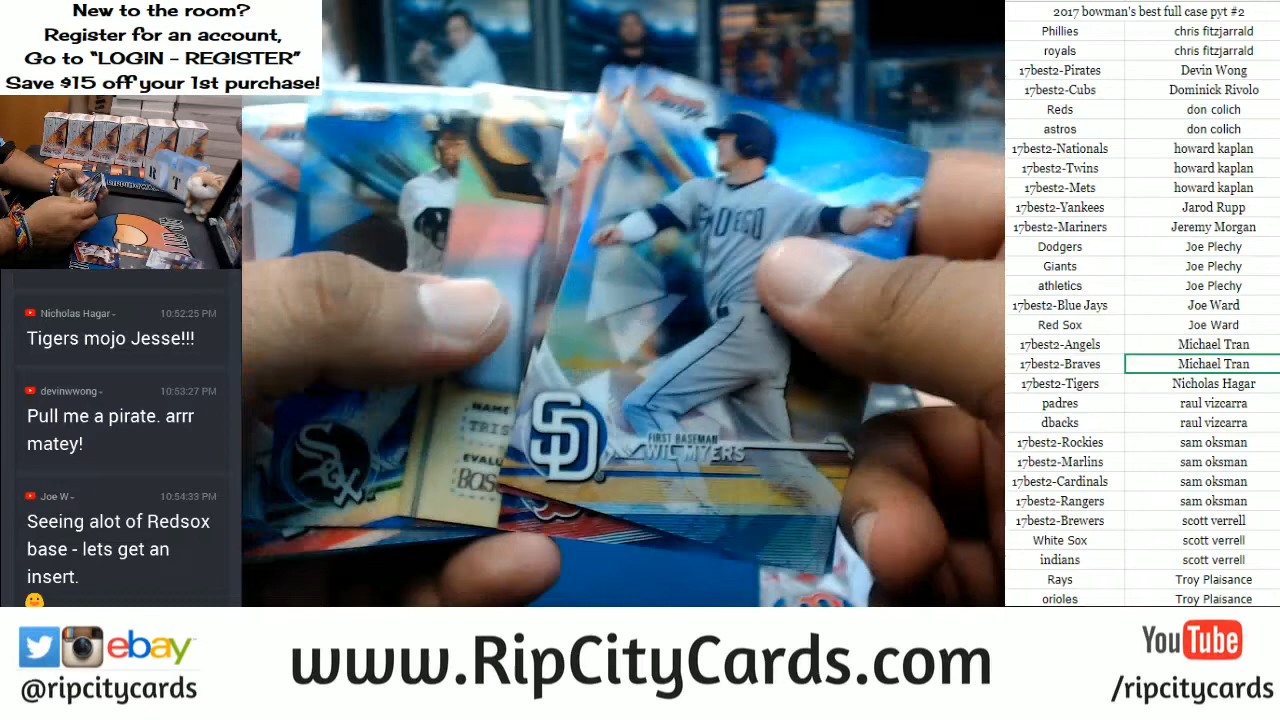 New to the room?
Register for an account,
Go to “LOGIN - REGISTER”
Save $15 off your 1st purchase!
Nicholas Hagar 10:52:25 PM
Tigers mojo Jesse!!!
devinwwong 10:53:27 PM
Pull me a pirate. arrr
matey!
Joe W 10:54:33 PM
Seeing alot of Redsox
base - lets get an
insert.
SAN DIEGO
SD
FIRST BASEMAN
WIL MYERS
SOX
NAME
TRIS
EVALU
BOS
2017 bowman's best full case pyt #2
Phillies chris fitzjarrald
royals chris fitzjarrald
17best2-Pirates Devin Wong
17best2-Cubs Dominick Rivolo
Reds don colich
astros don colich
17best2-Nationals howard kaplan
17best2-Twins howard kaplan
17best2-Mets howard kaplan
17best2-Yankees Jarod Rupp
17best2-Mariners Jeremy Morgan
Dodgers Joe Plechy
Giants Joe Plechy
athletics Joe Plechy
17best2-Blue Jays Joe Ward
Red Sox Joe Ward
17best2-Angels Michael Tran
17best2-Braves Michael Tran
17best2-Tigers Nicholas Hagar
padres raul vizcarra
dbacks raul vizcarra
17best2-Rockies sam oksman
17best2-Marlins sam oksman
17best2-Cardinals sam oksman
17best2-Rangers sam oksman
17best2-Brewers scott verrell
White Sox scott verrell
indians scott verrell
Rays Troy Plaisance
orioles Troy Plaisance
ebay
@ripcitycards
www.RipCityCards.com
YouTube
/ripcitycards